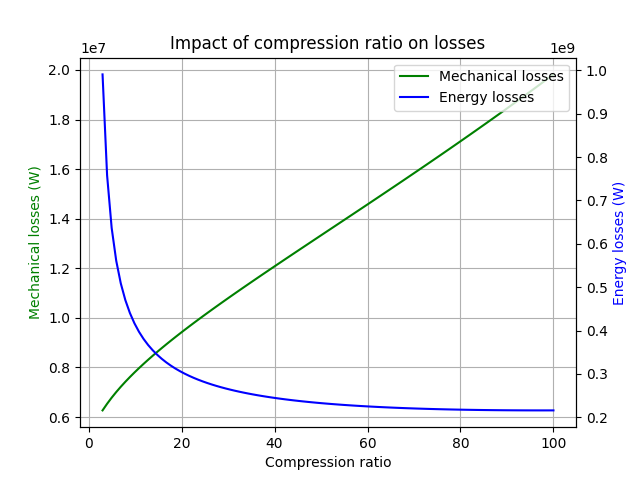 Impact of compression ratio on losses
1e7
1e9
Mechanical losses
Energy losses
2.0
1.8
1.6
1.4
1.2
1.0
0.8
0.6
Mechanical losses (W)
1.0
0.9
0.8
0.7
0.6
0.5
0.4
0.3
0.2
Energy losses (W)
0
20
40
60
80
100
Compression ratio